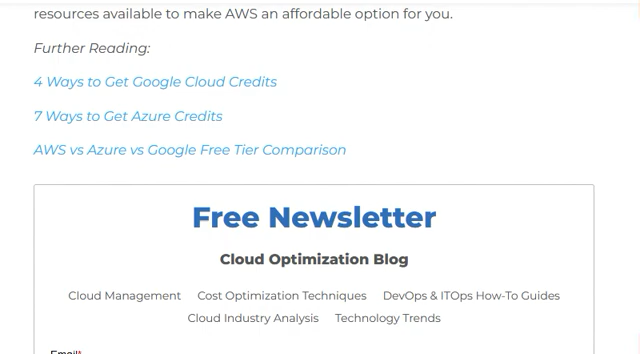 resources available to make AWS an affordable option for you.
Further Reading:
4 Ways to Get Google Cloud Credits
7 Ways to Get Azure Credits
AWS vs Azure vs Google Free Tier Comparison
Free Newsletter
Cloud Optimization Blog
Cloud Management Cost Optimization Techniques DevOps & ITOps How-To Guides
Cloud Industry Analysis Technology Trends
Email*